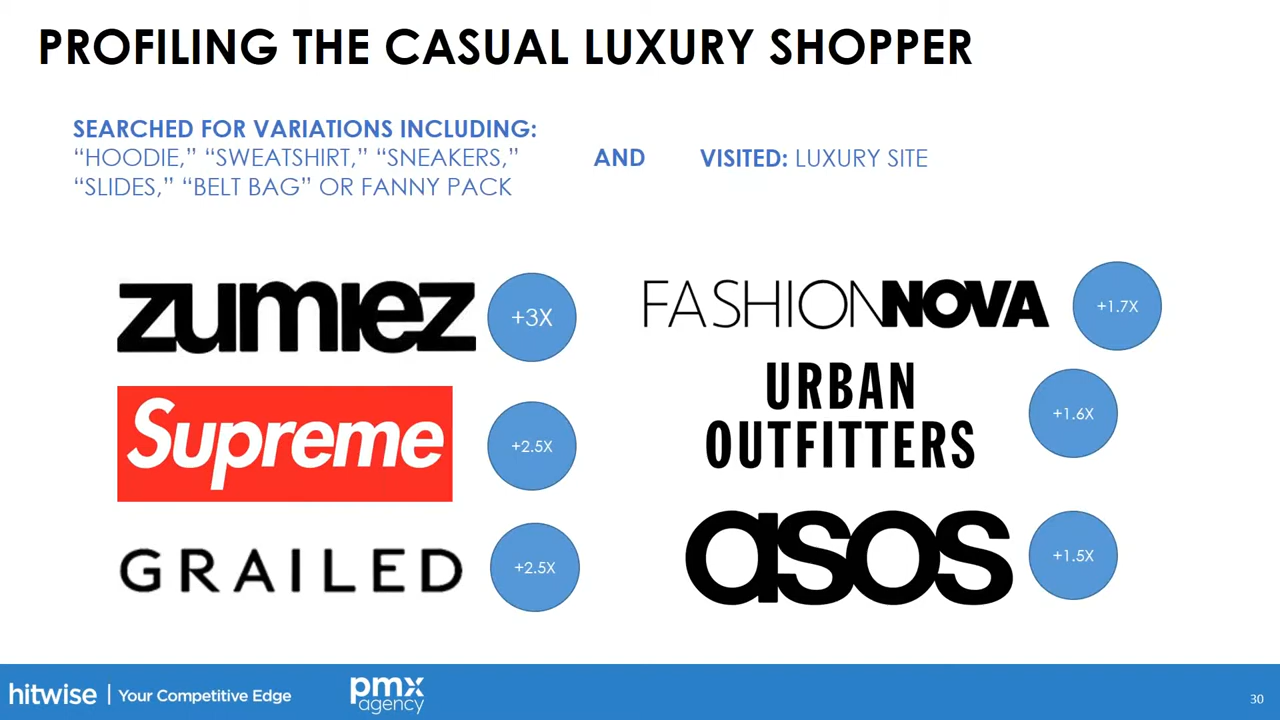 PROFILING THE CASUAL LUXURY SHOPPER
SEARCHED FOR VARIATIONS INCLUDING:
“HOODIE,” “SWEATSHIRT,” “SNEAKERS,”
“SLIDES,” “BELT BAG” OR FANNY PACK
AND
VISITED: LUXURY SITE
zumiez
+3X
Supreme
+2.5X
GRAILED
+2.5X
FASHIONNOVA
+1.7X
URBAN
OUTFITTERS
+1.6X
asos
+1.5X
hitwise | Your Competitive Edge
pmx
agency
30